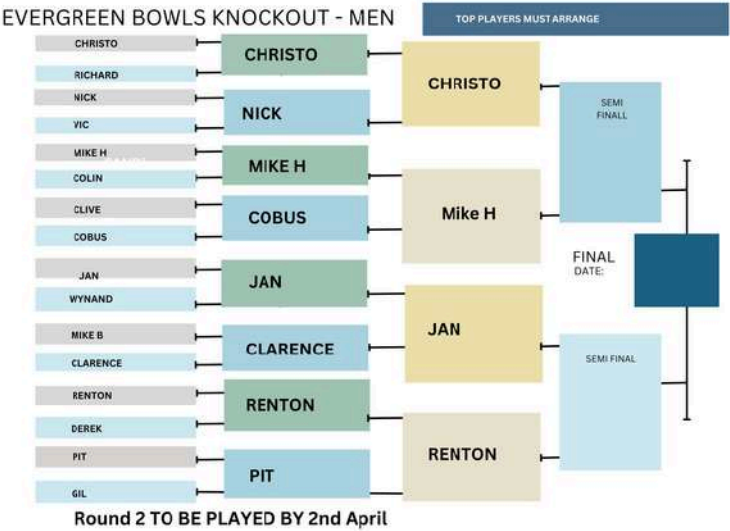 EVERGREEN BOWLS KNOCKOUT - MEN
TOP PLAYERS MUST ARRANGE
CHRISTO
RICHARD
NICK
VIC
MIKE H
COLIN
CLIVE
COBUS
JAN
WYNAND
MIKE B
CLARENCE
RENTON
DEREK
PIT
GIL
CHRISTO
NICK
MIKE H
COBUS
JAN
CLARENCE
RENTON
PIT
CHRISTO
Mike H
JAN
RENTON
SEMI
FINALL
SEMI FINAL
FINAL
DATE:
Round 2 TO BE PLAYED BY 2nd April